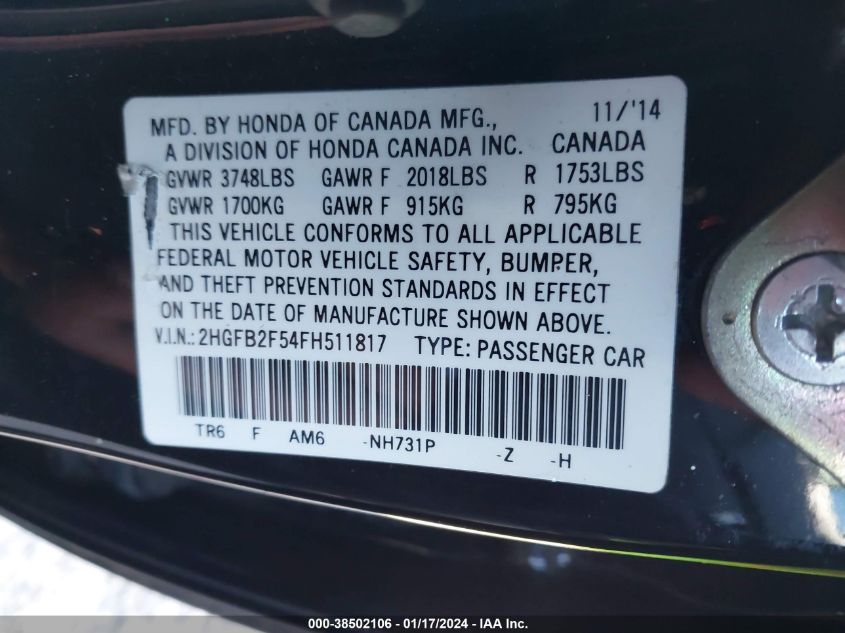 MFD. BY HONDA OF CANADA MFG., 11/'14
A DIVISION OF HONDA CANADA INC. CANADA
GVWR 3748LBS GAWR F 2018LBS R 1753LBS
GVWR 1700KG GAWR F 915KG R 795KG
THIS VEHICLE CONFORMS TO ALL APPLICABLE
FEDERAL MOTOR VEHICLE SAFETY, BUMPER,
AND THEFT PREVENTION STANDARDS IN EFFECT
ON THE DATE OF MANUFACTURE SHOWN ABOVE.
V.I.N.: 2HGFB2F54FH511817 TYPE: PASSENGER CAR
TR6 F AM6 -NH731P -Z -H
000-38502106 - 01/17/2024 - IAA Inc.